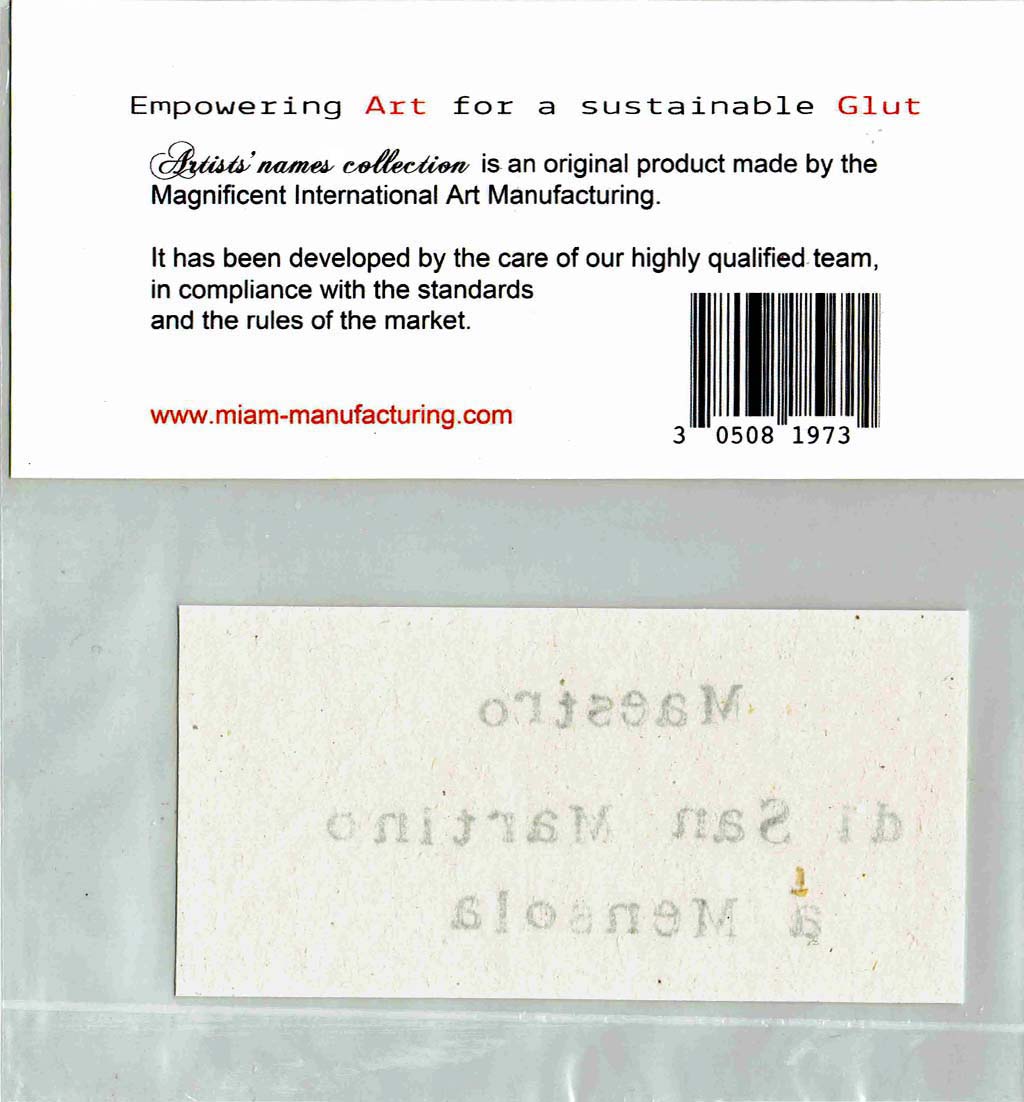 Empowering Art for a sustainable Glut
Artists' names collection is an original product made by the
Magnificent International Art Manufacturing.
It has been developed by the care of our highly qualified team,
in compliance with the standards
and the rules of the market.
www.miam-manufacturing.com
3 0508 1973
Maestro
di San Martino
a Mensola